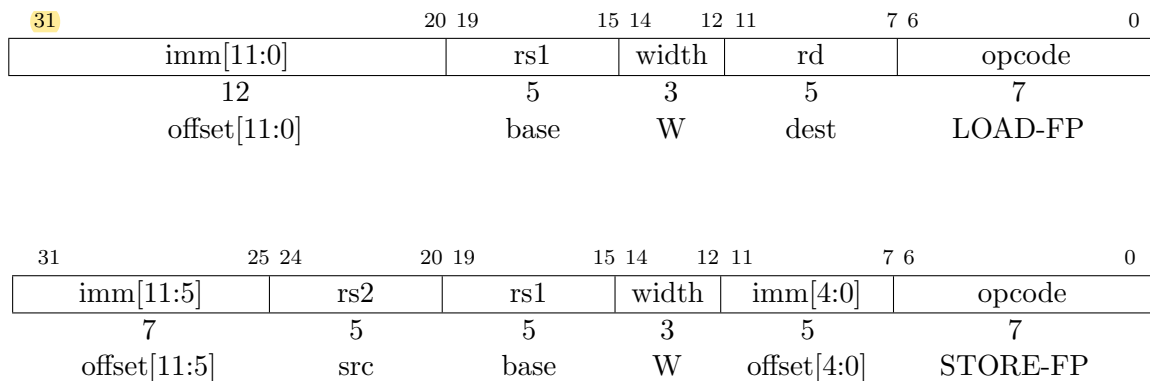 31 20 19 15 14 12 11 7 6 0
imm[11:0] rs1 width rd opcode
12 5 3 5 7
offset[11:0] base W dest LOAD-FP
31 25 24 20 19 15 14 12 11 7 6 0
imm[11:5] rs2 rs1 width imm[4:0] opcode
7 5 5 3 5 7
offset[11:5] src base W offset[4:0] STORE-FP